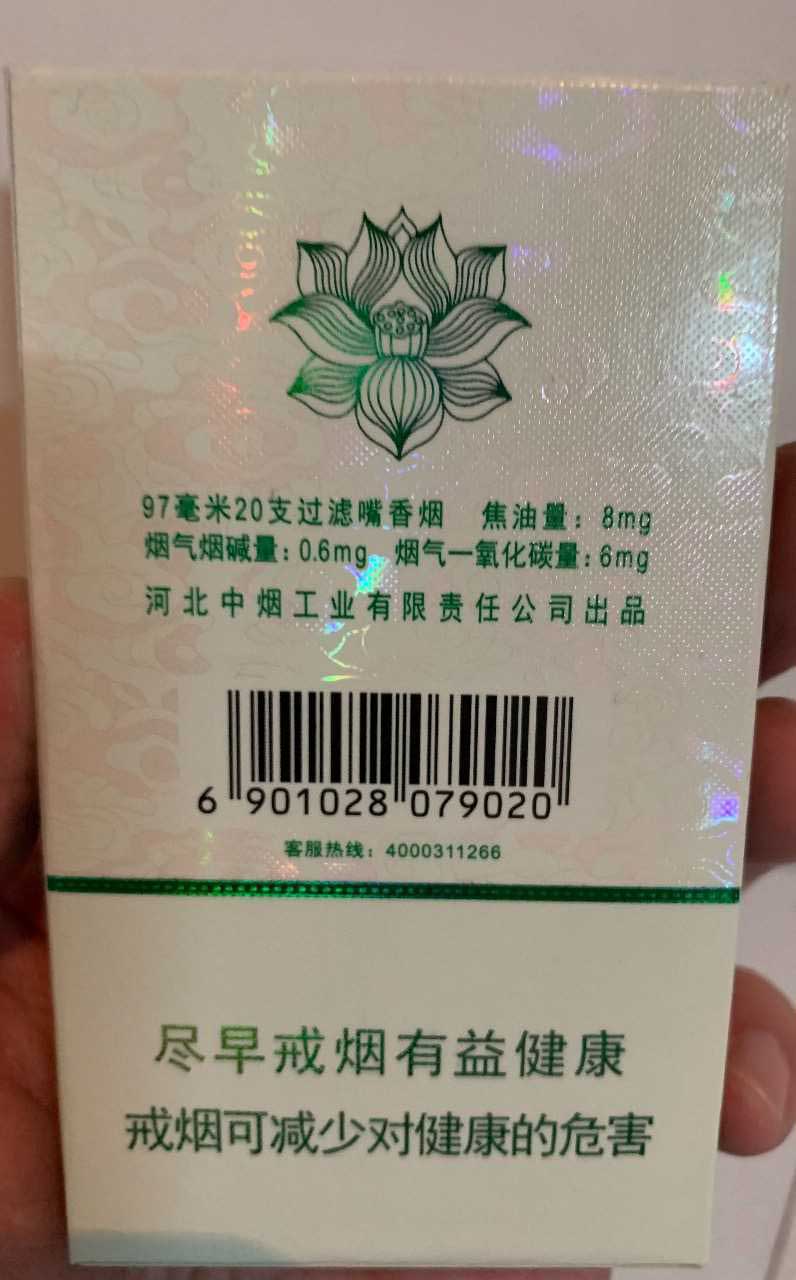 97毫米20支过滤嘴香烟 焦油量：8mg
烟气烟碱量：0.6mg 烟气一氧化碳量：6mg
河北中烟工业有限责任公司出品
6 901028 079020
客服热线：4000311266
尽早戒烟有益健康
戒烟可减少对健康的危害